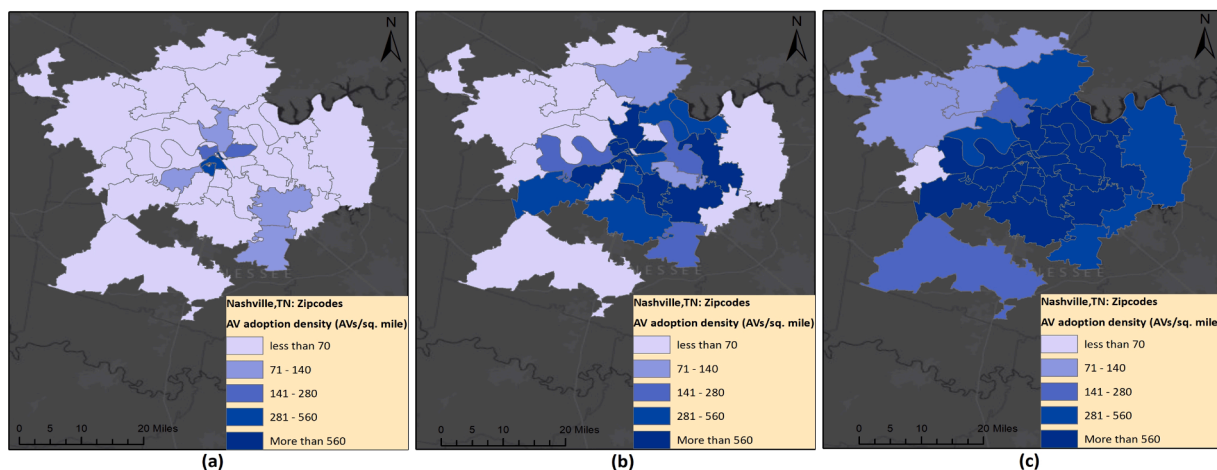 N
NESSEE
Nashville,TN: Zipcodes
AV adoption density (AVs/sq. mile)
less than 70
71 - 140
141 - 280
281 - 560
More than 560
0 5 10 20 Miles
(a)
N
NESSEE
Nashville,TN: Zipcodes
AV adoption density (AVs/sq. mile)
less than 70
71 - 140
141 - 280
281 - 560
More than 560
0 5 10 20 Miles
(b)
N
NESSEE
Nashville,TN: Zipcodes
AV adoption density (AVs/sq. mile)
less than 70
71 - 140
141 - 280
281 - 560
More than 560
0 5 10 20 Miles
(c)